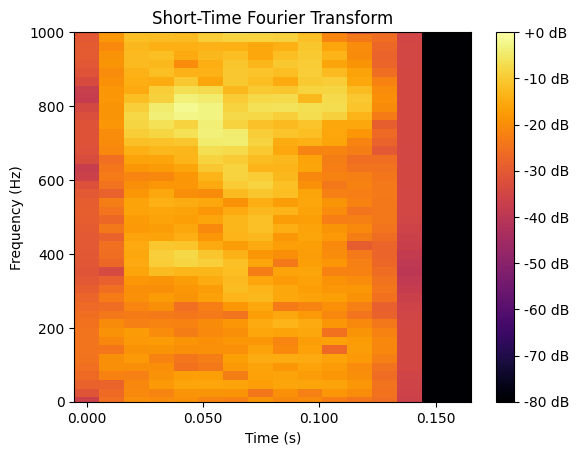 Short-Time Fourier Transform
1000
800
600
400
200
0
Frequency (Hz)
0.000
0.050
0.100
0.150
Time (s)
+0 dB
-10 dB
-20 dB
-30 dB
-40 dB
-50 dB
-60 dB
-70 dB
-80 dB